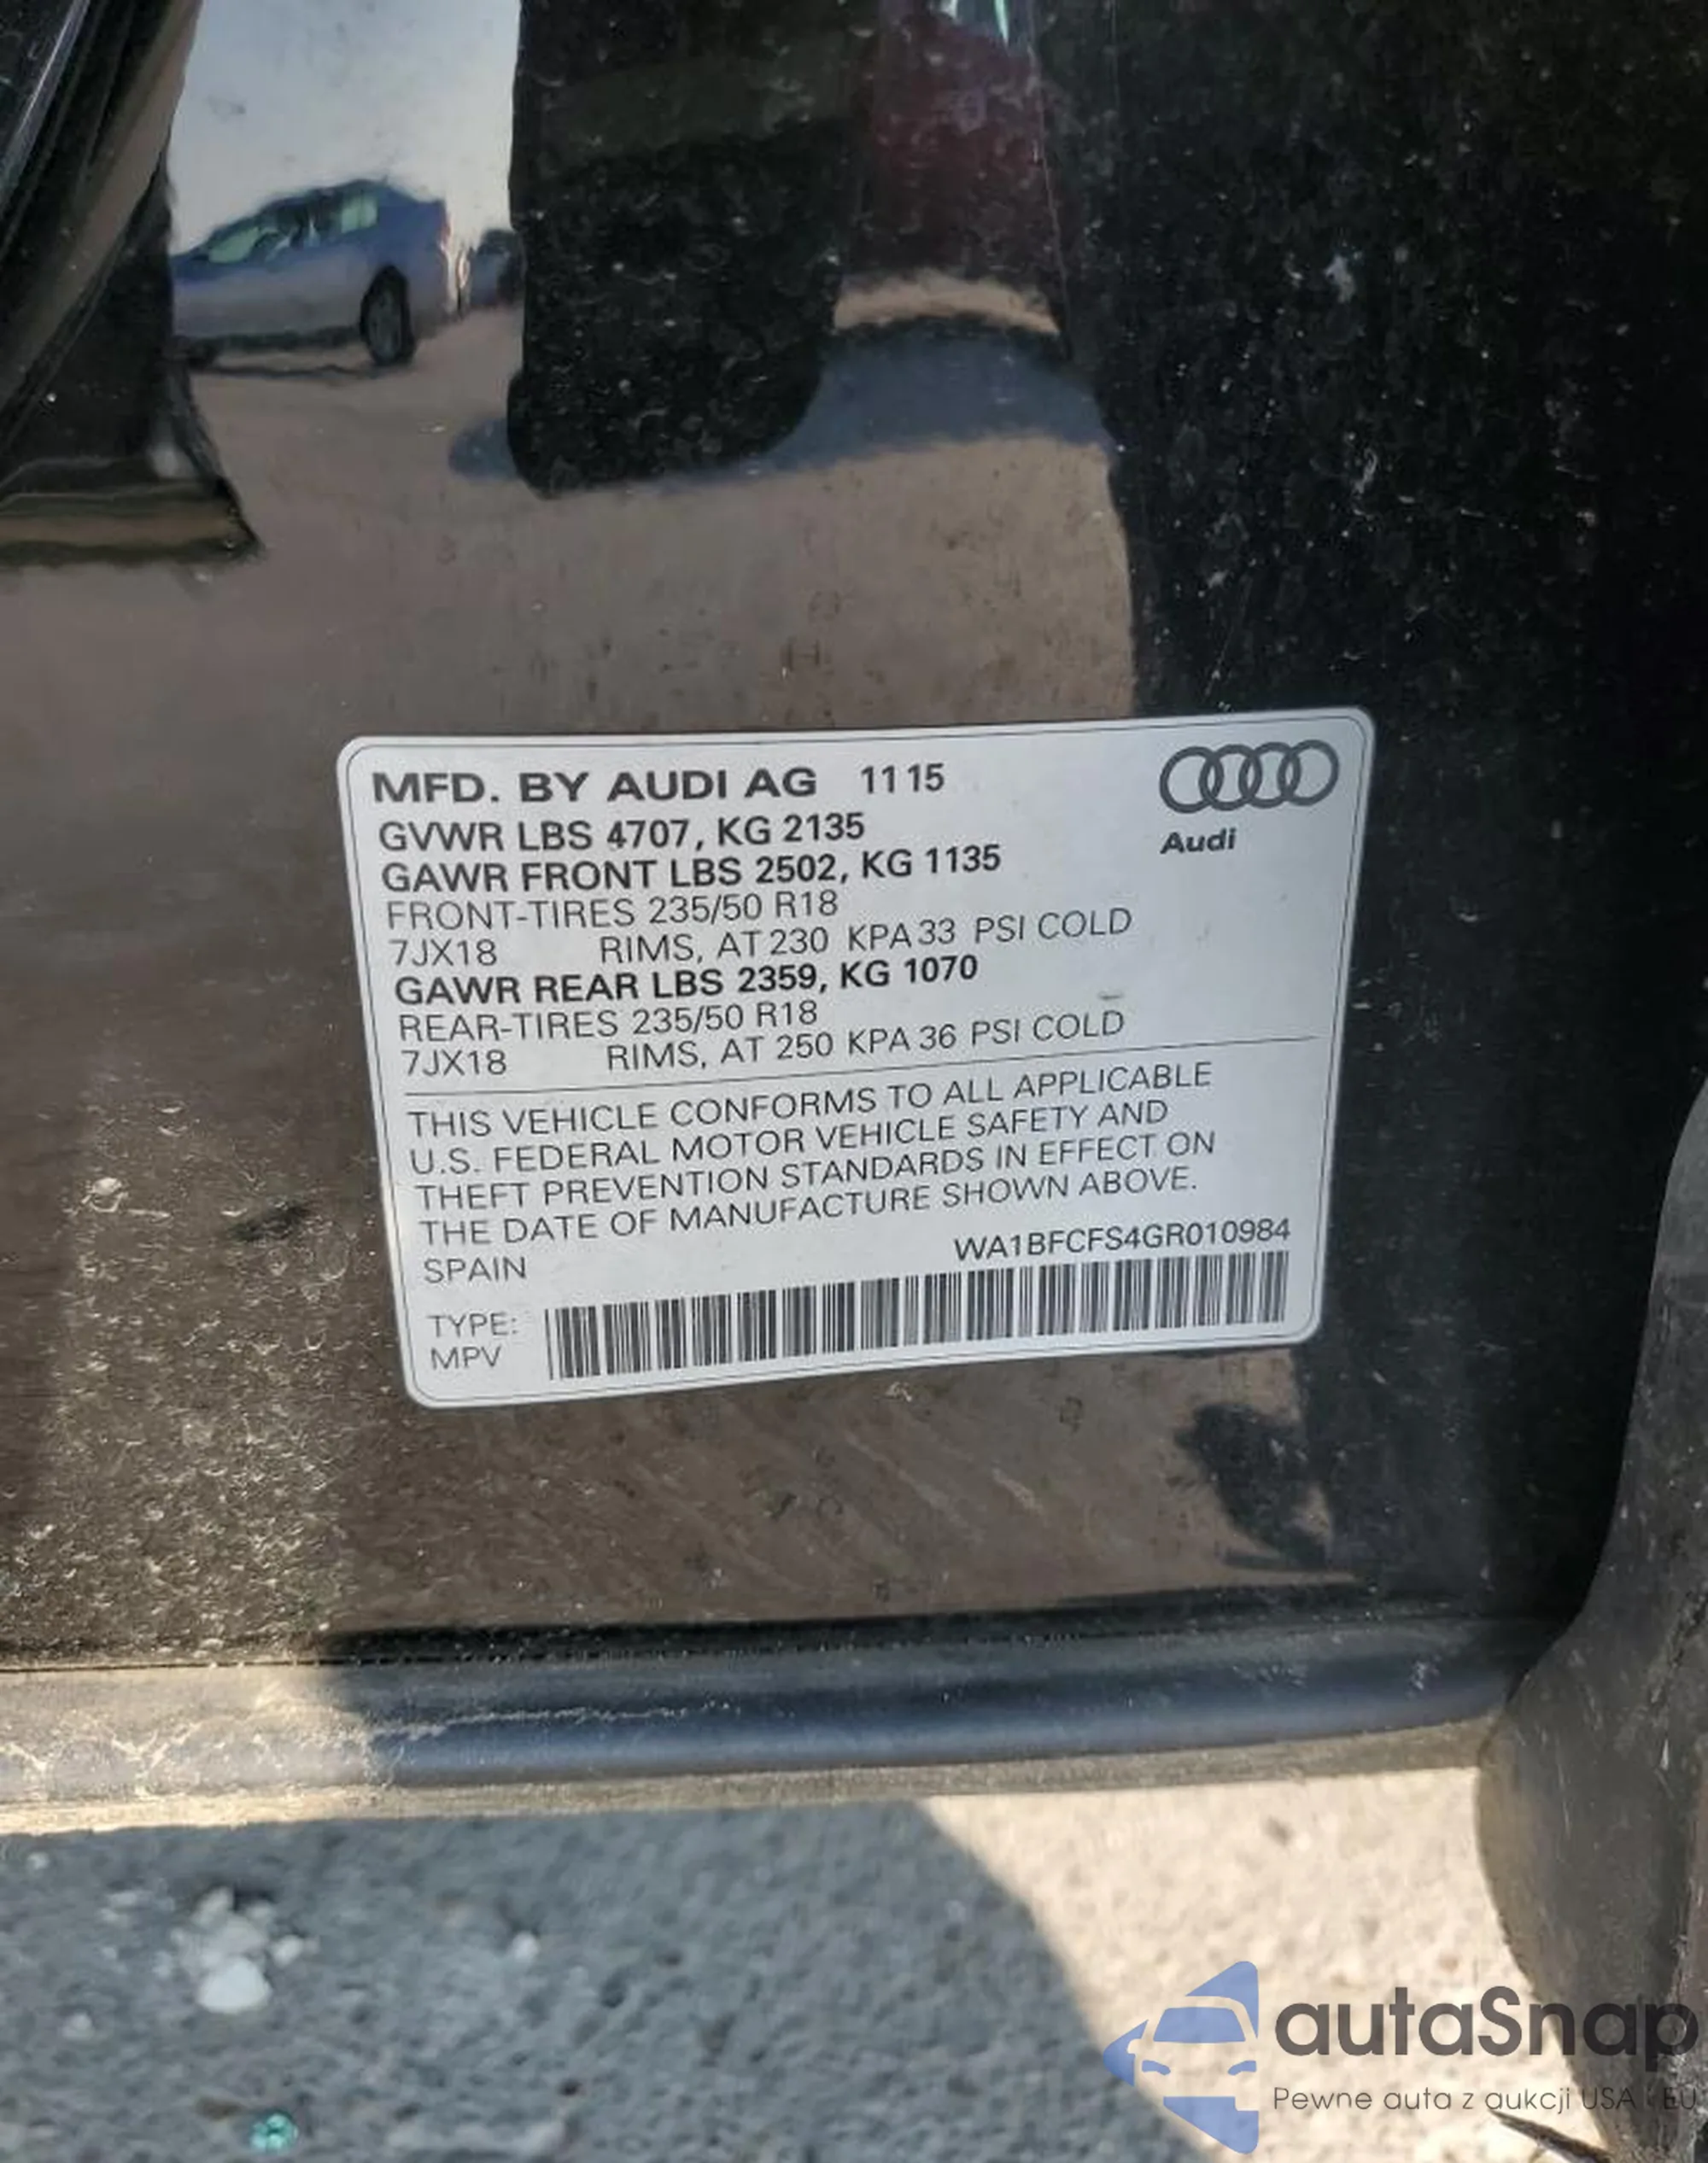 MFD. BY AUDI AG 11 15
Audi
GVWR LBS 4707, KG 2135
GAWR FRONT LBS 2502, KG 1135
FRONT-TIRES 235/50 R18
7JX18 RIMS, AT 230 KPA 33 PSI COLD
GAWR REAR LBS 2359, KG 1070
REAR-TIRES 235/50 R18
7JX18 RIMS, AT 250 KPA 36 PSI COLD
THIS VEHICLE CONFORMS TO ALL APPLICABLE
U.S. FEDERAL MOTOR VEHICLE SAFETY AND
THEFT PREVENTION STANDARDS IN EFFECT ON
THE DATE OF MANUFACTURE SHOWN ABOVE.
SPAIN WA1BFCFS4GR010984
TYPE:
MPV
autaSnap
Pewne auta z aukcji USA i EU